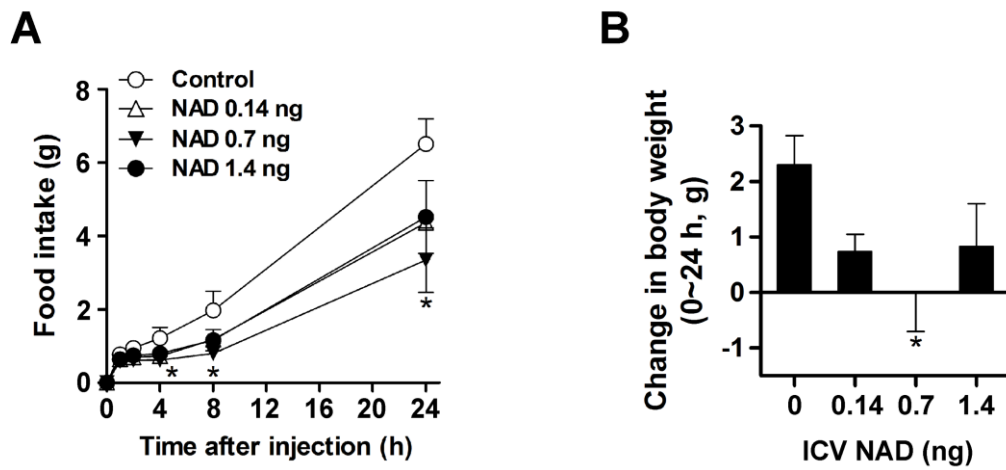 A
Control
NAD 0.14 ng
NAD 0.7 ng
NAD 1.4 ng
Food intake (g)
8
6
4
2
0
* * *
0 4 8 12 16 20 24
Time after injection (h)
B
Change in body weight
(0~24 h, g)
3
2
1
0
-1
*
0 0.14 0.7 1.4
ICV NAD (ng)